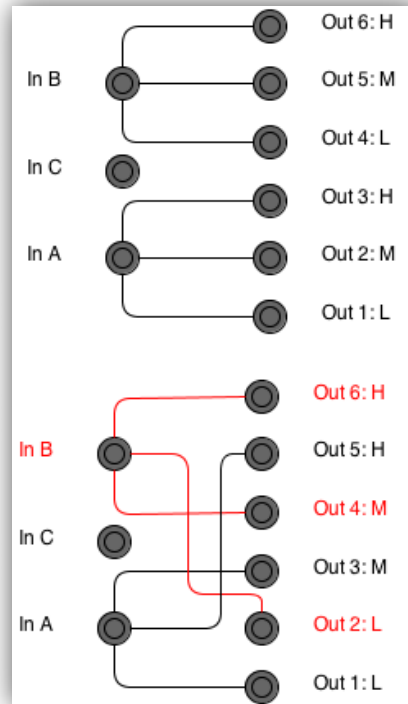 Out 6: H
In B
Out 5: M
Out 4: L
In C
Out 3: H
In A
Out 2: M
Out 1: L
Out 6: H
In B
Out 5: H
Out 4: M
In C
Out 3: M
In A
Out 2: L
Out 1: L